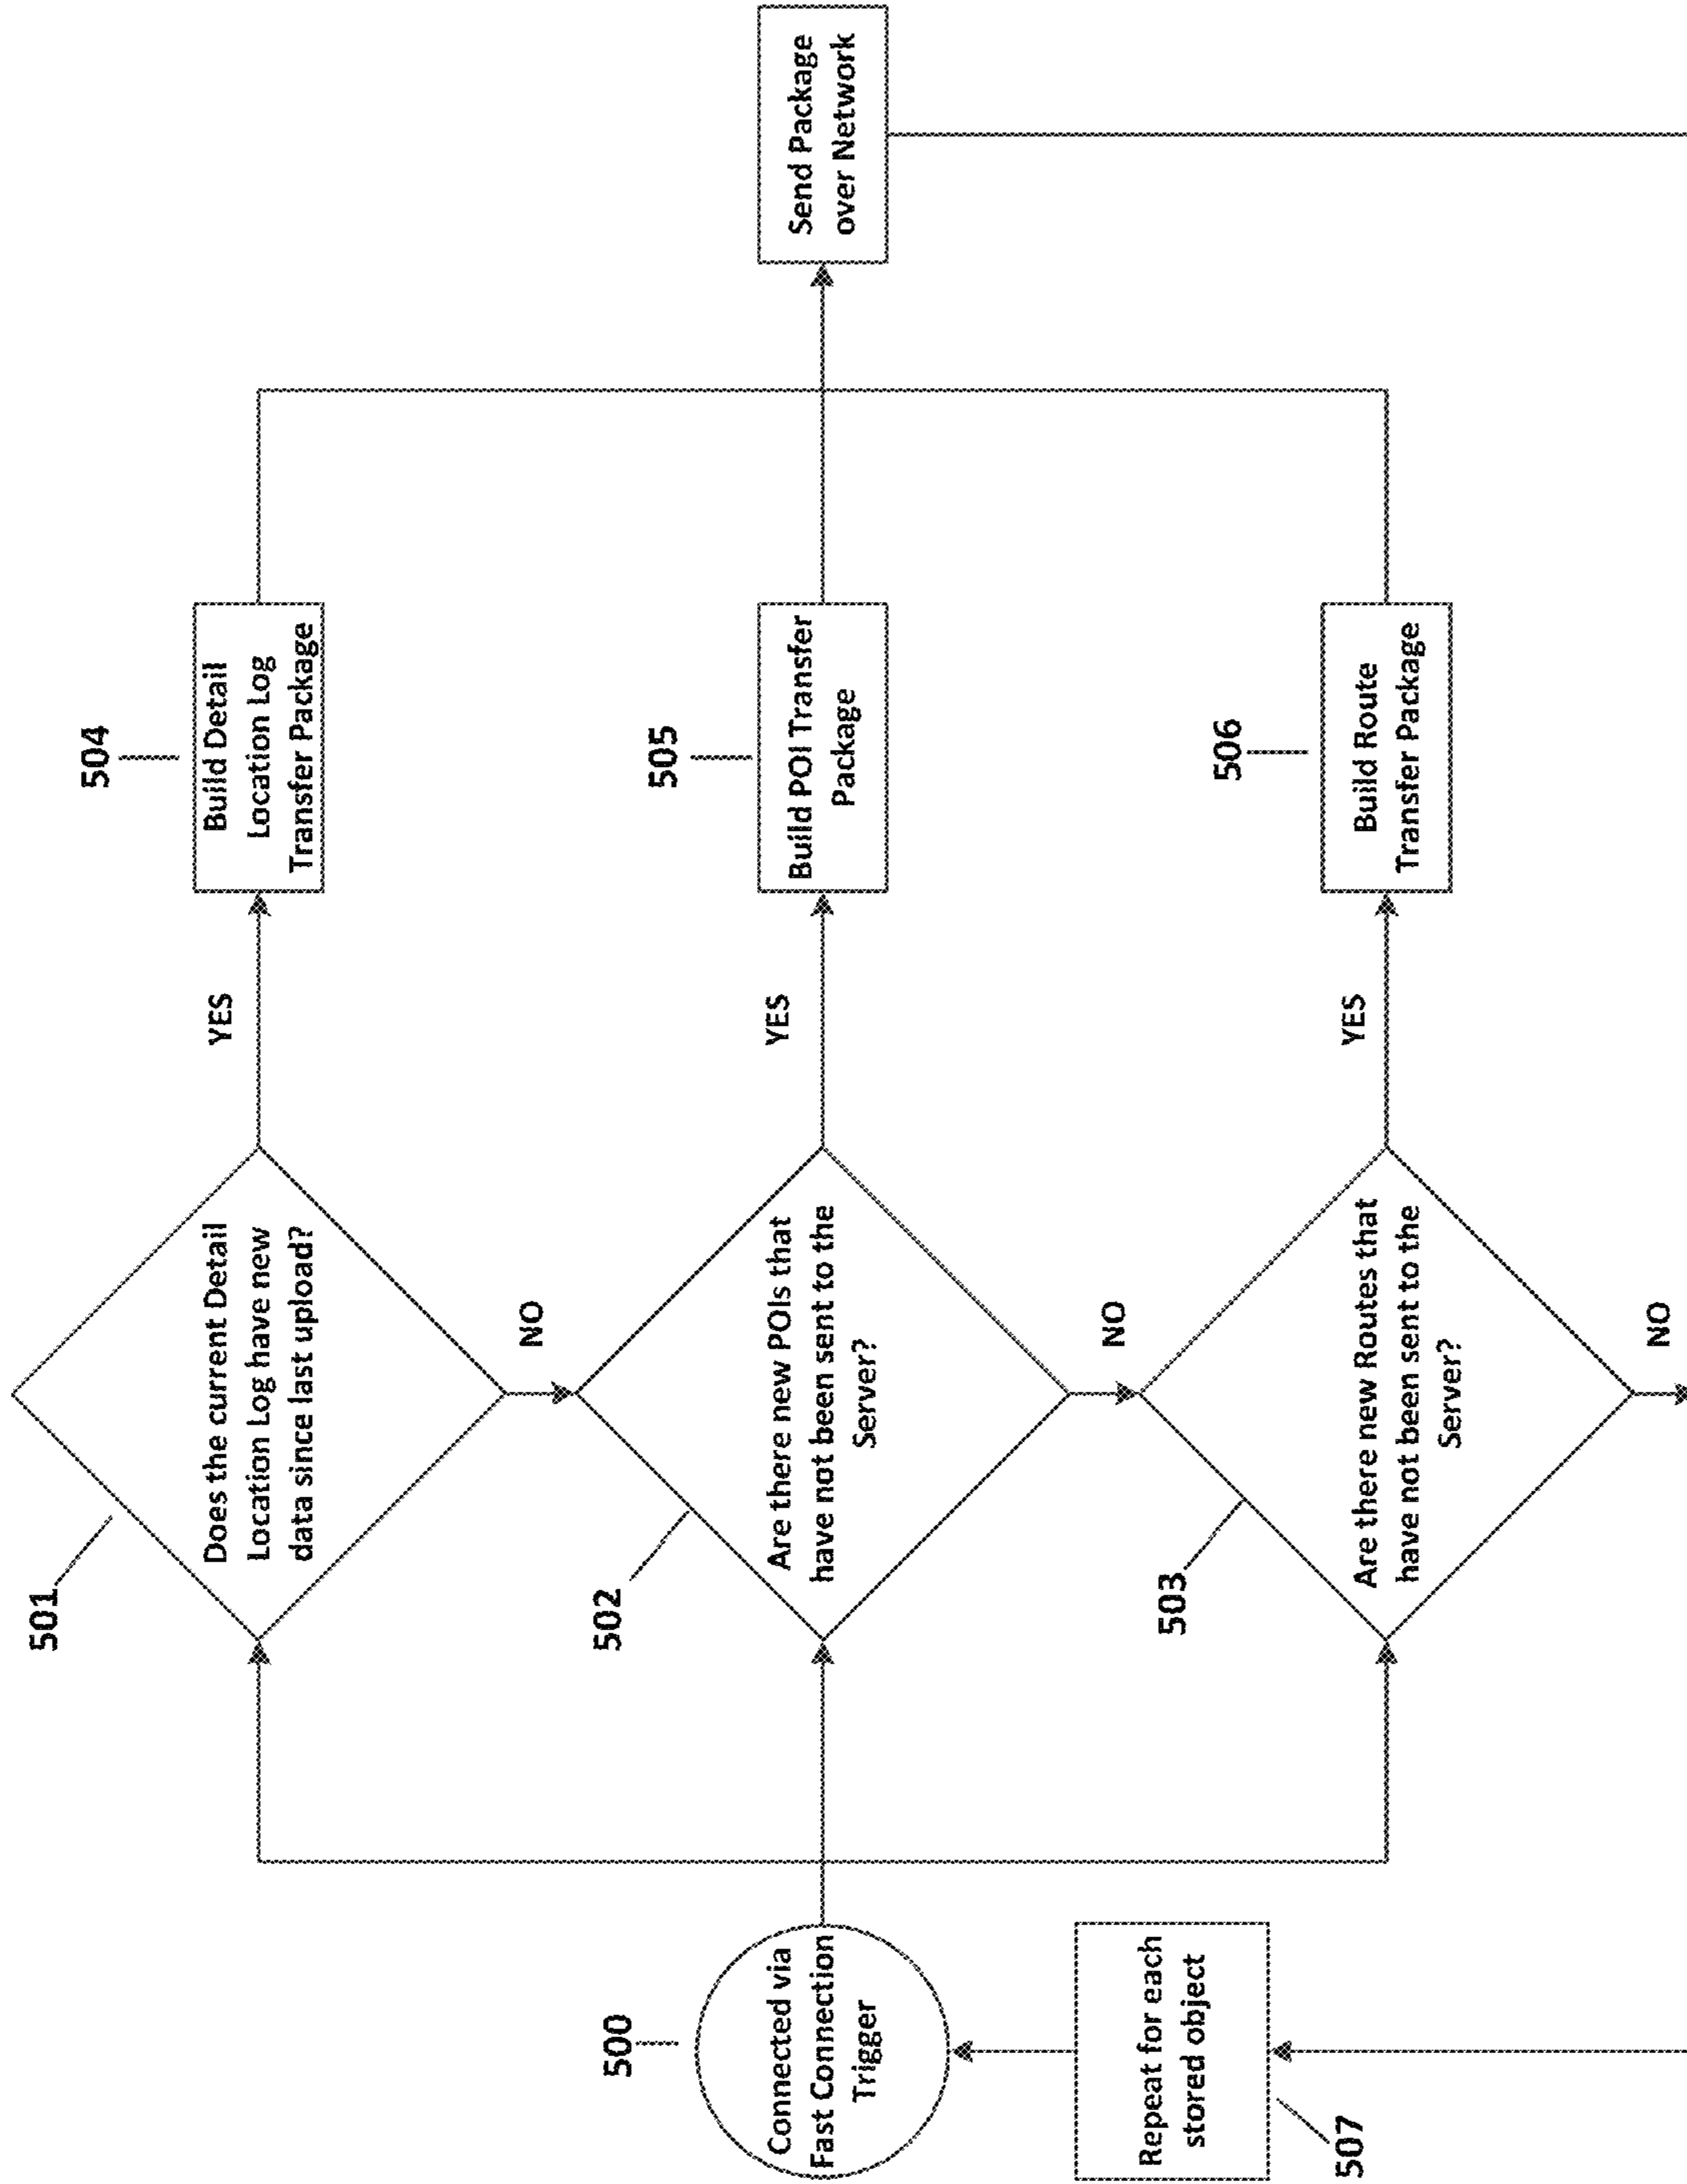 500
Connected via
Fast Connection
Trigger
507
Repeat for each
stored object
501
Does the current Detail
Location Log have new
data since last upload?
YES
504
Build Detail
Location Log
Transfer Package
NO
502
Are there new POIs that
have not been sent to the
Server?
YES
505
Build POI Transfer
Package
NO
503
Are there new Routes that
have not been sent to the
Server?
YES
506
Build Route
Transfer Package
NO
Send Package
over Network